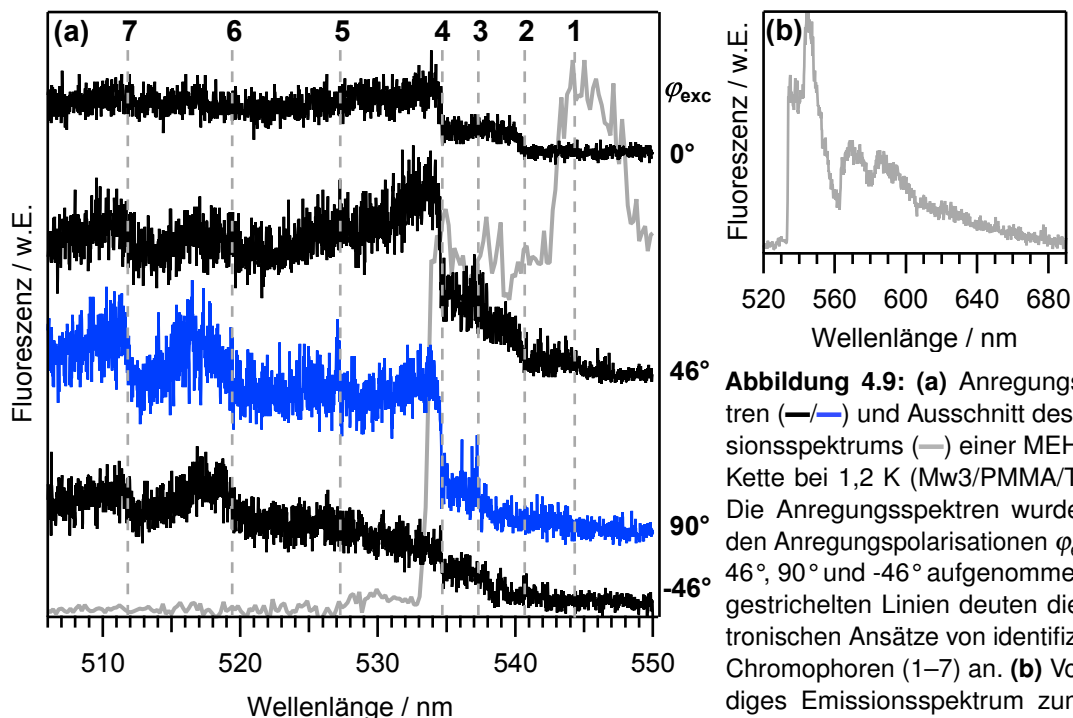 (a) 7 6 5 4 3 2 1
φexc
0°
46°
90°
-46°
Fluoreszenz / w.E.
510 520 530 540 550
Wellenlänge / nm
(b)
Fluoreszenz / w.E.
520 560 600 640 680
Wellenlänge / nm
Abbildung 4.9: (a) Anregungs
tren (—/—) und Ausschnitt des
sionsspektrums (—) einer MEH
Kette bei 1,2 K (Mw3/PMMA/T
Die Anregungsspektren wurde
den Anregungspolarisationen φ
46°, 90° und -46° aufgenomme
gestrichelten Linien deuten die
tronischen Ansätze von identifiz
Chromophoren (1–7) an. (b) Vo
diges Emissionsspektrum zum